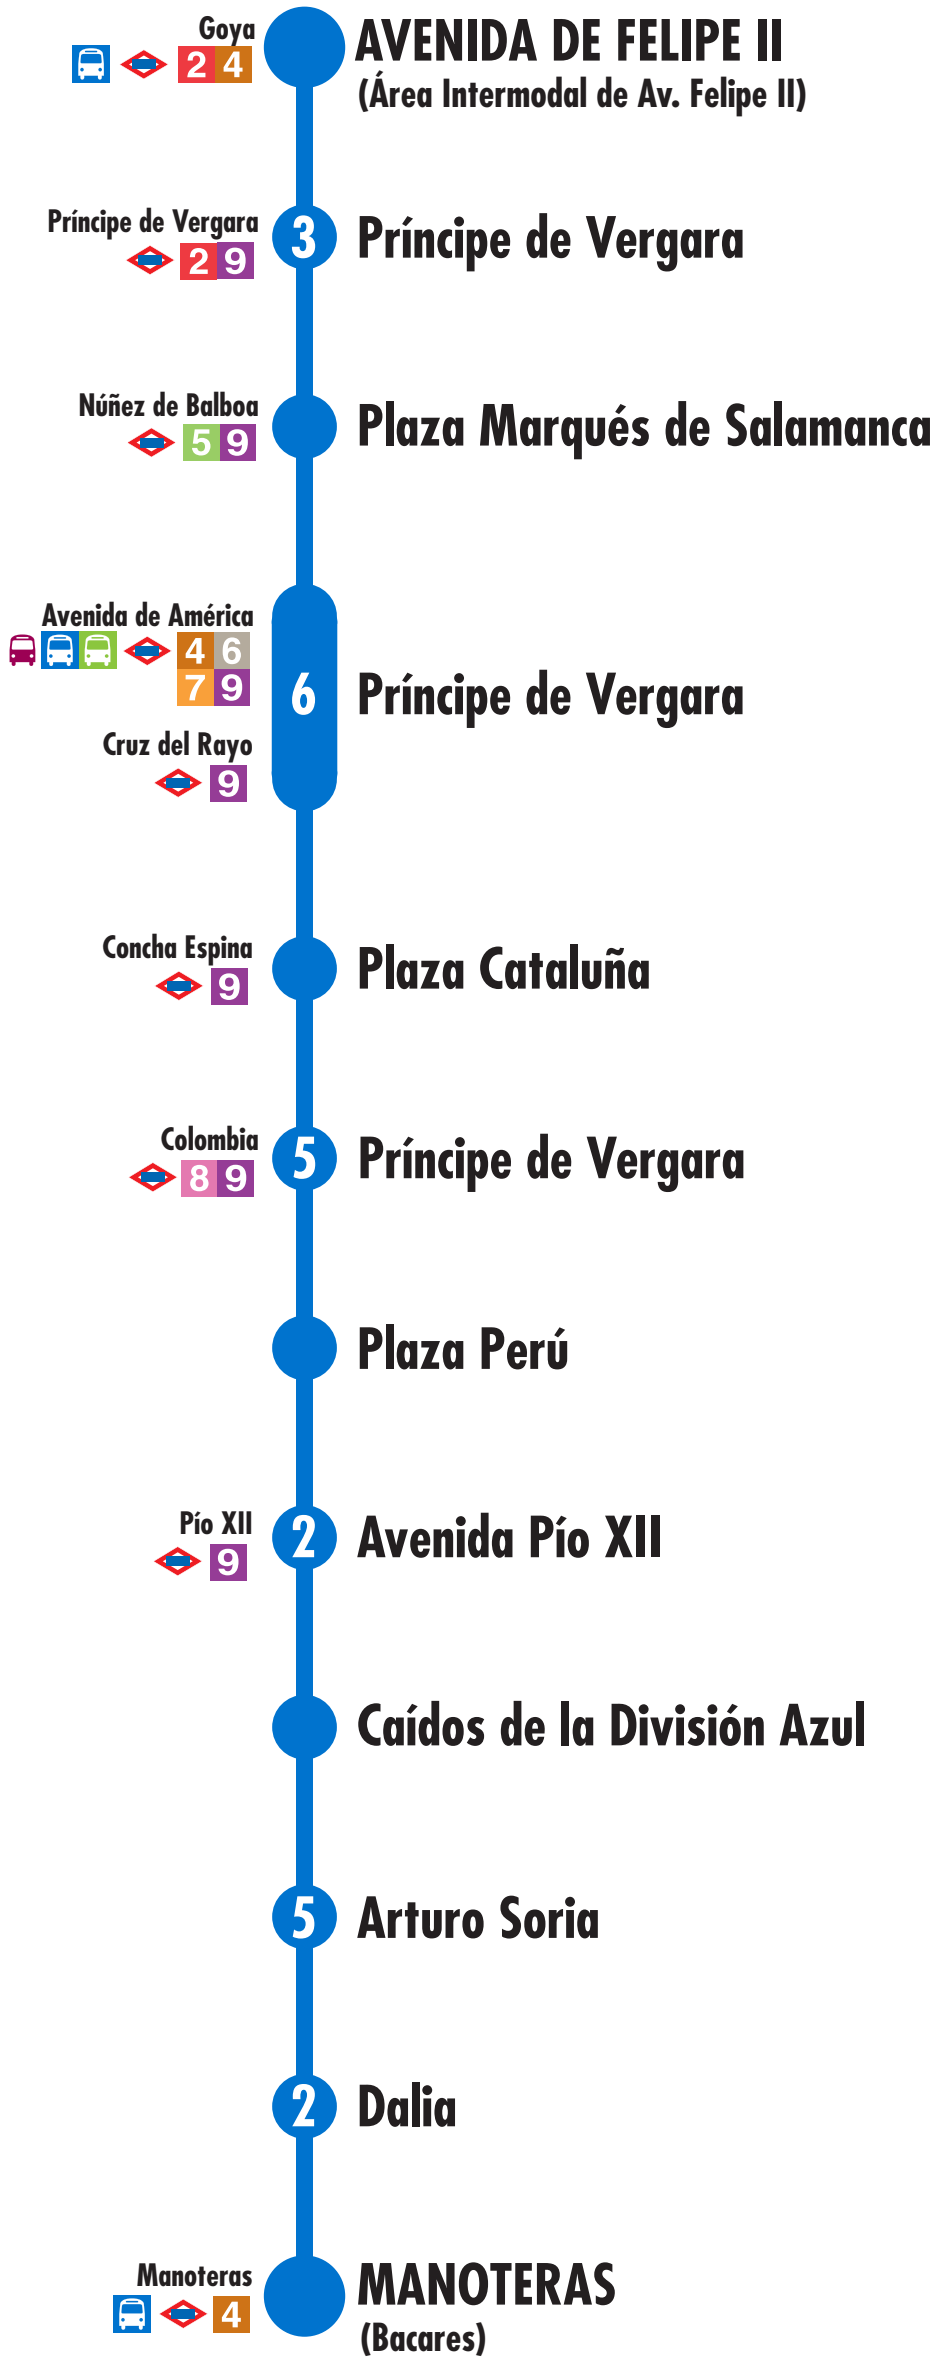 Goya
2 4
AVENIDA DE FELIPE II
(Área Intermodal de Av. Felipe II)
Príncipe de Vergara
2 9
3
Príncipe de Vergara
Núñez de Balboa
5 9
Plaza Marqués de Salamanca
Avenida de América
4 6
7 9
Cruz del Rayo
9
6
Príncipe de Vergara
Concha Espina
9
Plaza Cataluña
Colombia
8 9
5
Príncipe de Vergara
Plaza Perú
Pío XII
9
2
Avenida Pío XII
Caídos de la División Azul
5
Arturo Soria
2
Dalia
Manoteras
4
MANOTERAS
(Bacares)